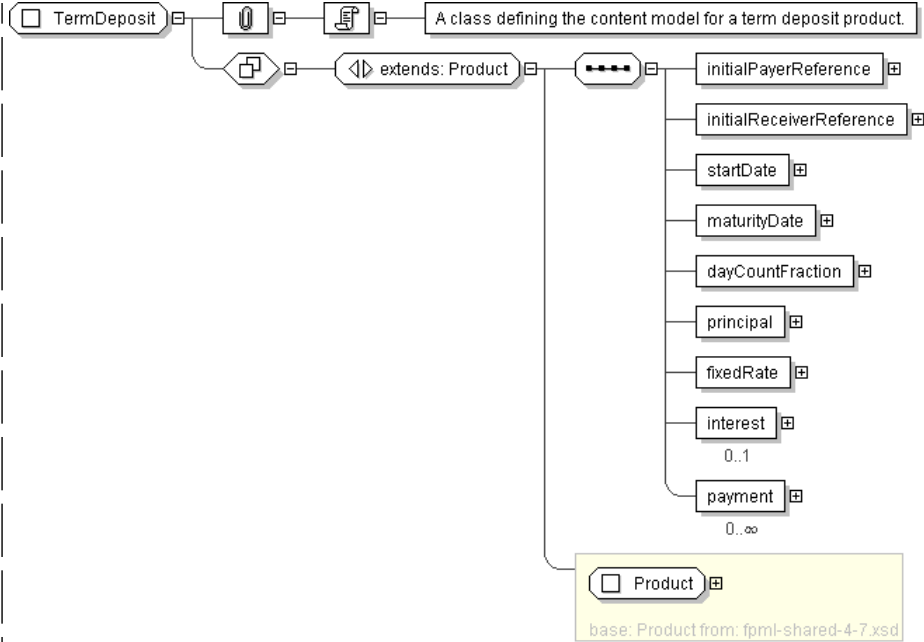 TermDeposit
A class defining the content model for a term deposit product.
extends: Product
initialPayerReference
initialReceiverReference
startDate
maturityDate
dayCountFraction
principal
fixedRate
interest
0..1
payment
0..∞
Product
base: Product from: fpml-shared-4-7.xsd